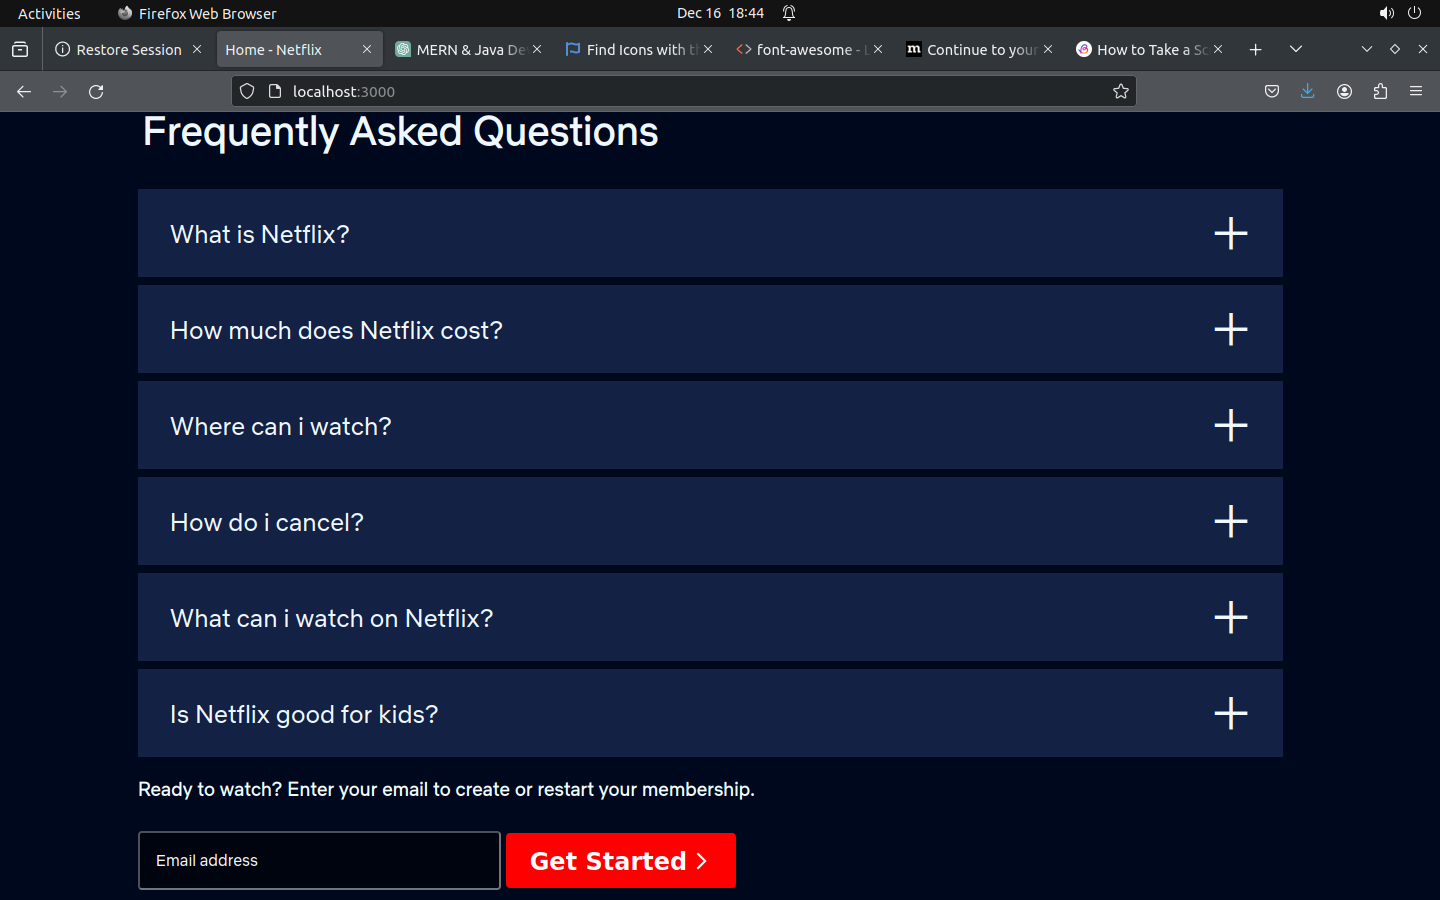 Activities Firefox Web Browser Dec 16 18:44
Restore Session Home - Netflix MERN & Java De Find Icons with t font-awesome - Continue to your How to Take a Sc
localhost:3000
Frequently Asked Questions
What is Netflix?
How much does Netflix cost?
Where can i watch?
How do i cancel?
What can i watch on Netflix?
Is Netflix good for kids?
Ready to watch? Enter your email to create or restart your membership.
Email address Get Started